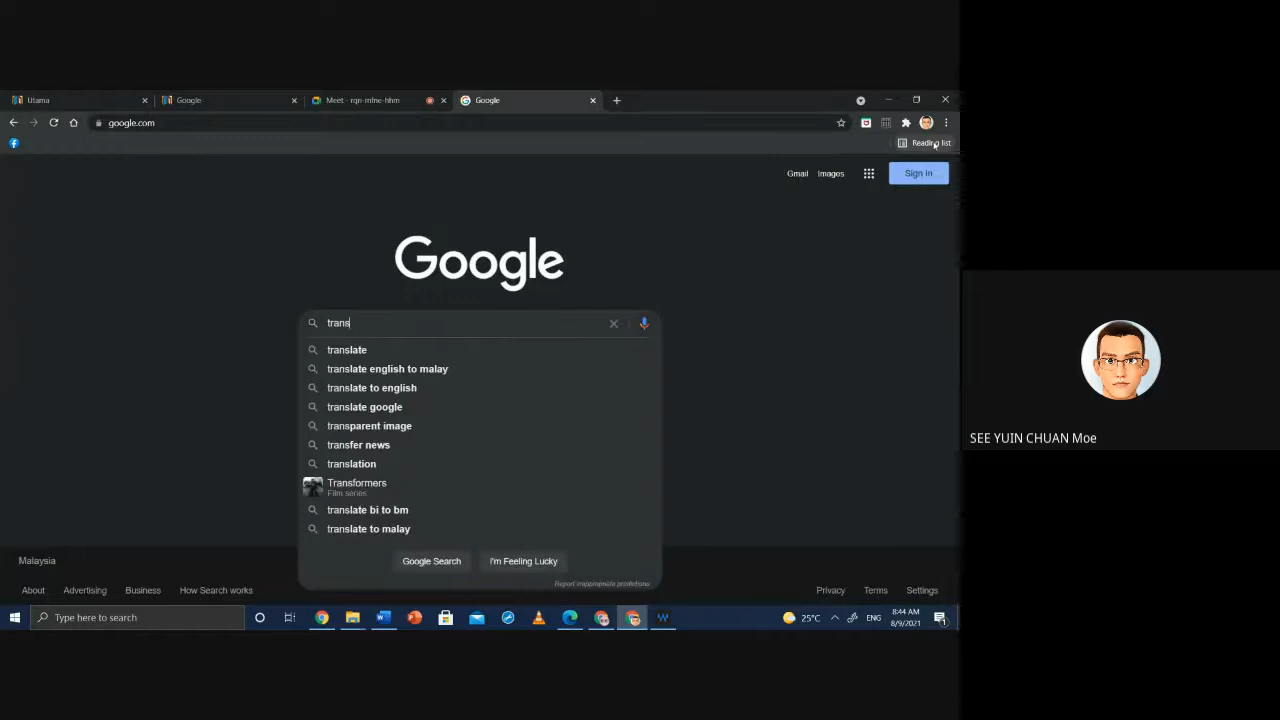 Utama
Google
Meet - rqn-mfne-hhm
Google
google.com
Reading list
Gmail
Images
Sign in
Google
trans
translate
translate english to malay
translate to english
translate google
transparent image
transfer news
translation
Transformers
Film series
translate bi to bm
translate to malay
Google Search
I'm Feeling Lucky
Report inappropriate predictions
SEE YUIN CHUAN Moe
Malaysia
About
Advertising
Business
How Search works
Privacy
Terms
Settings
Type here to search
25°C
ENG
8:44 AM
8/9/2021